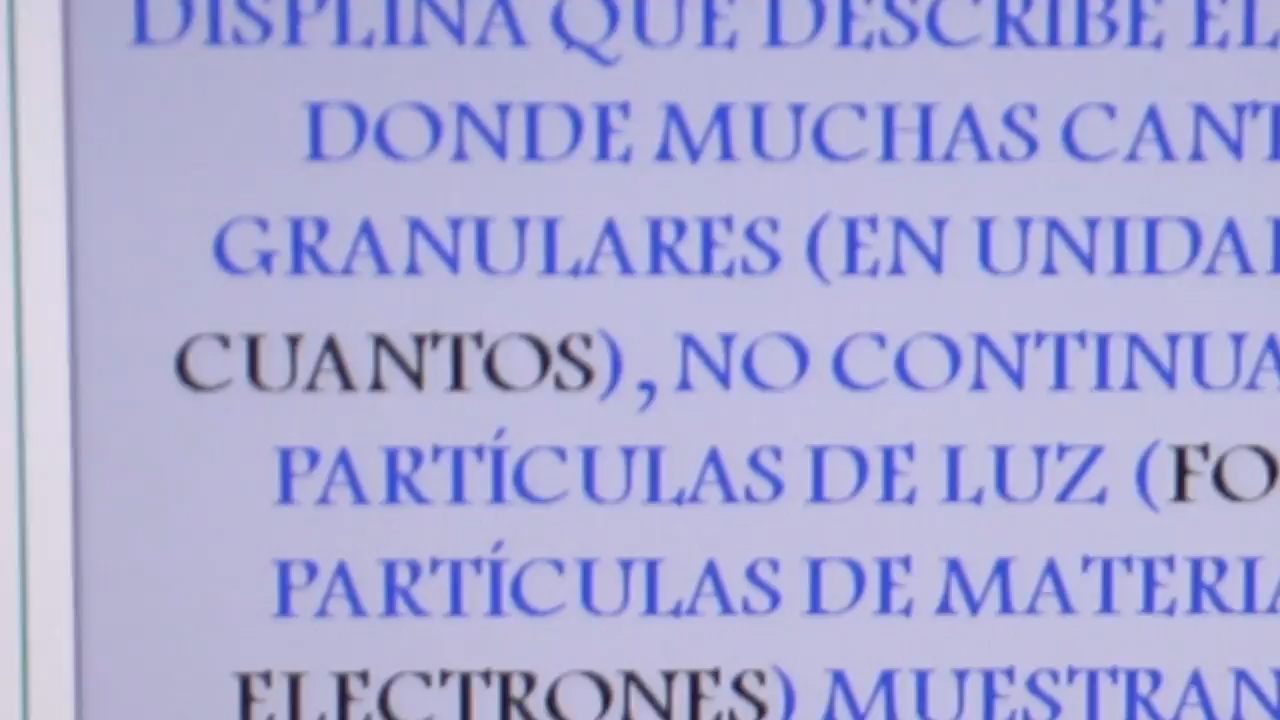 DISPLINA QUE DESCRIBE EL
DONDE MUCHAS CANT
GRANULARES (EN UNIDA
CUANTOS), NO CONTINUA
PARTÍCULAS DE LUZ (FO
PARTÍCULAS DE MATERIA
ELECTRONES) MUESTRAN